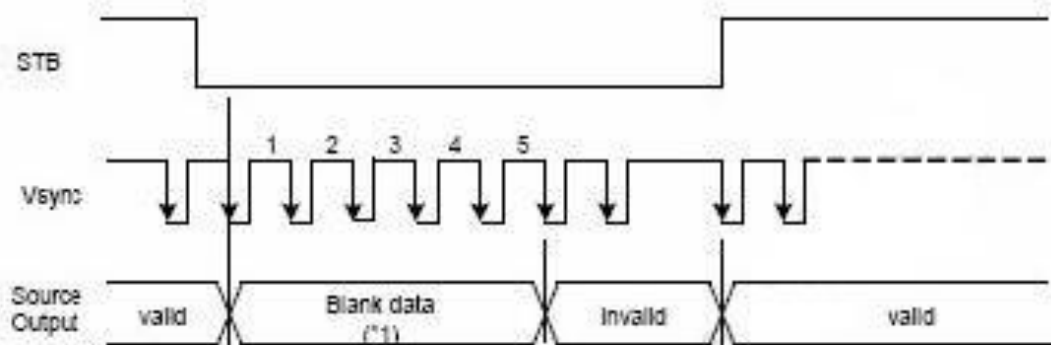 STB
1 2 3 4 5
Vsync
Source
Output
valid
Blank data
(*1)
invalid
valid